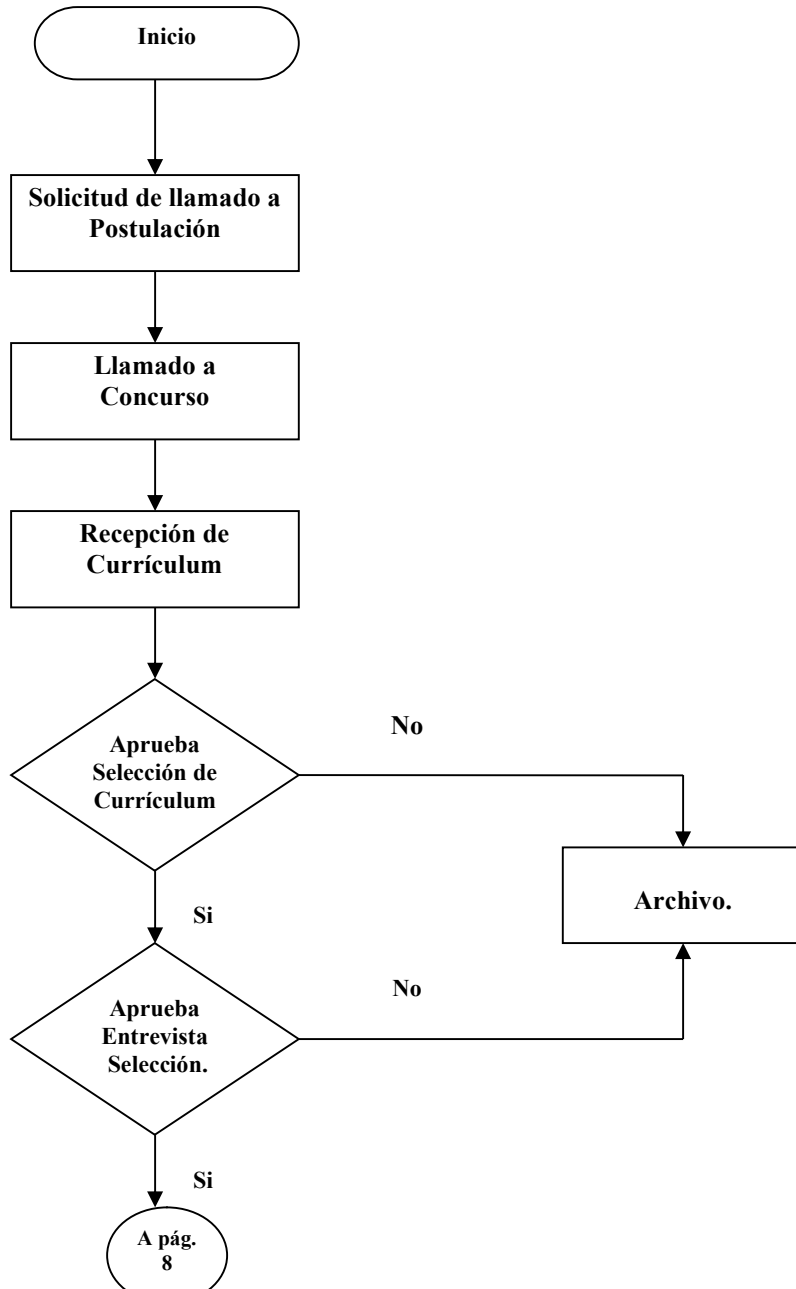 Inicio
Solicitud de llamado a
Postulación
Llamado a
Concurso
Recepción de
Currículum
Aprueba
Selección de
Currículum
No
Archivo.
Si
Aprueba
Entrevista
Selección.
No
Si
A pág.
8